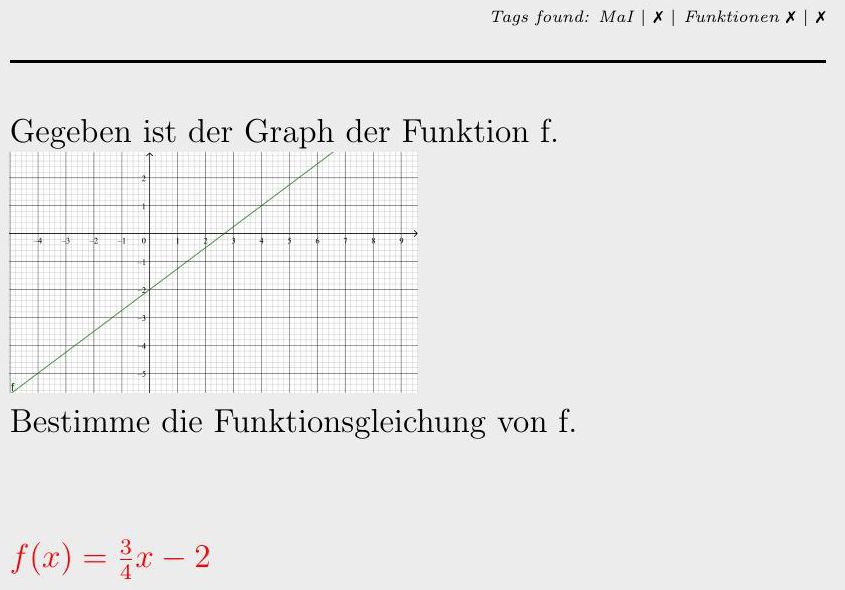 Tags found: MaI | ✗ | Funktionen ✗ | ✗
Gegeben ist der Graph der Funktion f.
2
1
-4 -3 -2 -1 0 1 2 3 4 5 6 7 8 9
-1
-2
-3
-4
-5
f
Bestimme die Funktionsgleichung von f.
f(x) = 3/4 x − 2